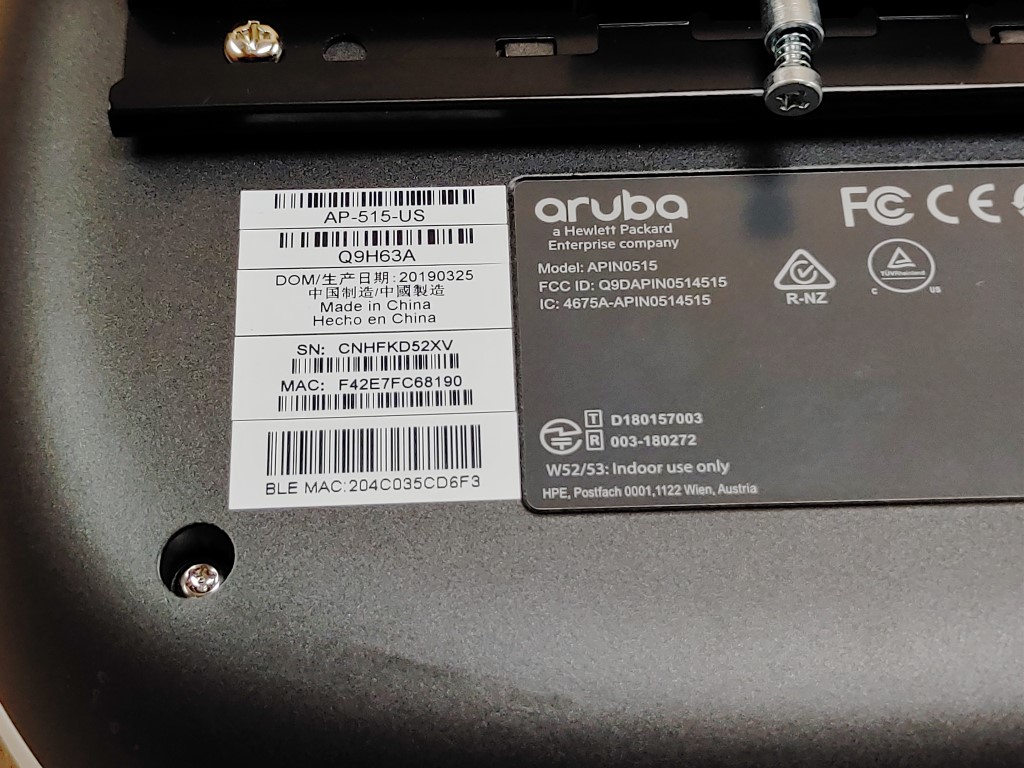 AP-515-US
Q9H63A
DOM/生产日期:20190325
中国制造/中國製造
Made in China
Hecho en China
SN: CNHFKD52XV
MAC: F42E7FC68190
BLE MAC:204C035CD6F3
aruba
a Hewlett Packard
Enterprise company
Model: APIN0515
FCC ID: Q9DAPIN0514515
IC: 4675A-APIN0514515
FC CE
R-NZ
TÜVRheinland
C US
T D180157003
R 003-180272
W52/53: Indoor use only
HPE, Postfach 0001,1122 Wien, Austria